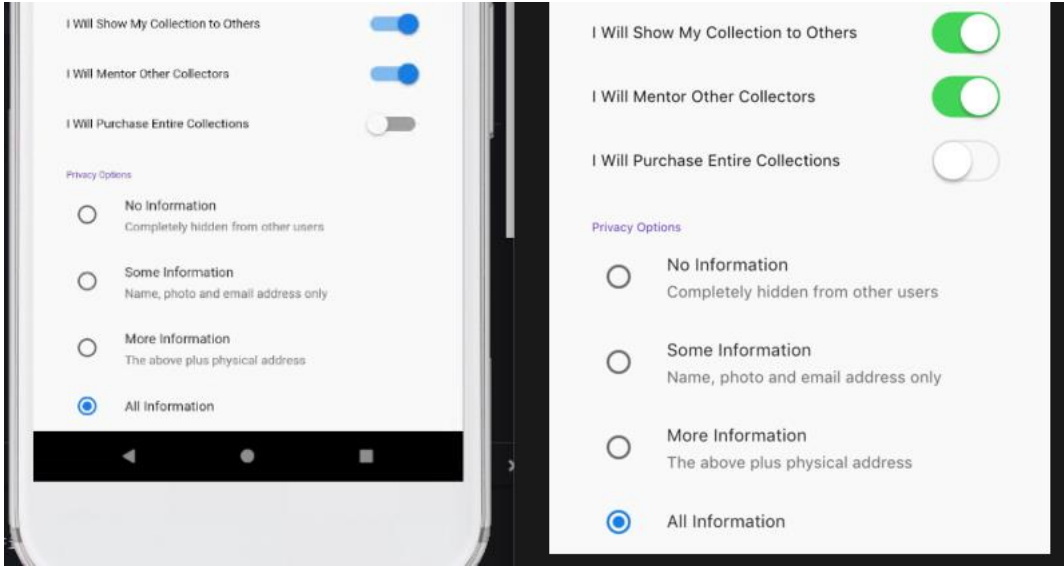 I Will Show My Collection to Others
I Will Mentor Other Collectors
I Will Purchase Entire Collections
Privacy Options
No Information
Completely hidden from other users
Some Information
Name, photo and email address only
More Information
The above plus physical address
All Information
I Will Show My Collection to Others
I Will Mentor Other Collectors
I Will Purchase Entire Collections
Privacy Options
No Information
Completely hidden from other users
Some Information
Name, photo and email address only
More Information
The above plus physical address
All Information